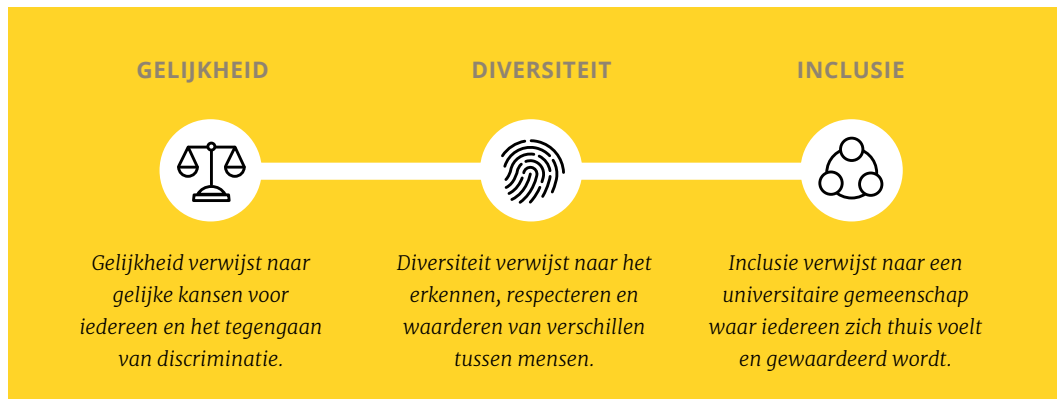 GELIJKHEID
Gelijkheid verwijst naar
gelijke kansen voor
iedereen en het tegengaan
van discriminatie.
DIVERSITEIT
Diversiteit verwijst naar het
erkennen, respecteren en
waarderen van verschillen
tussen mensen.
INCLUSIE
Inclusie verwijst naar een
universitaire gemeenschap
waar iedereen zich thuis voelt
en gewaardeerd wordt.